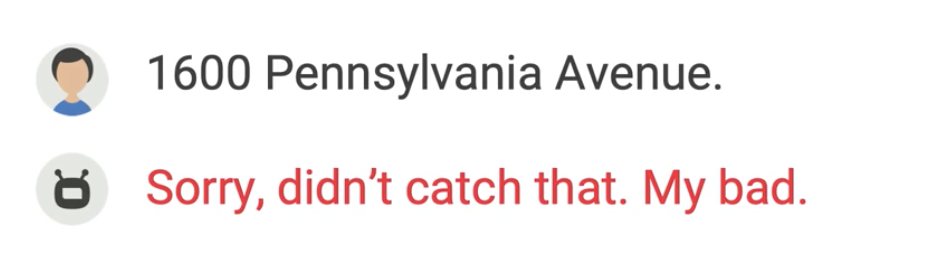 1600 Pennsylvania Avenue.
Sorry, didn’t catch that. My bad.